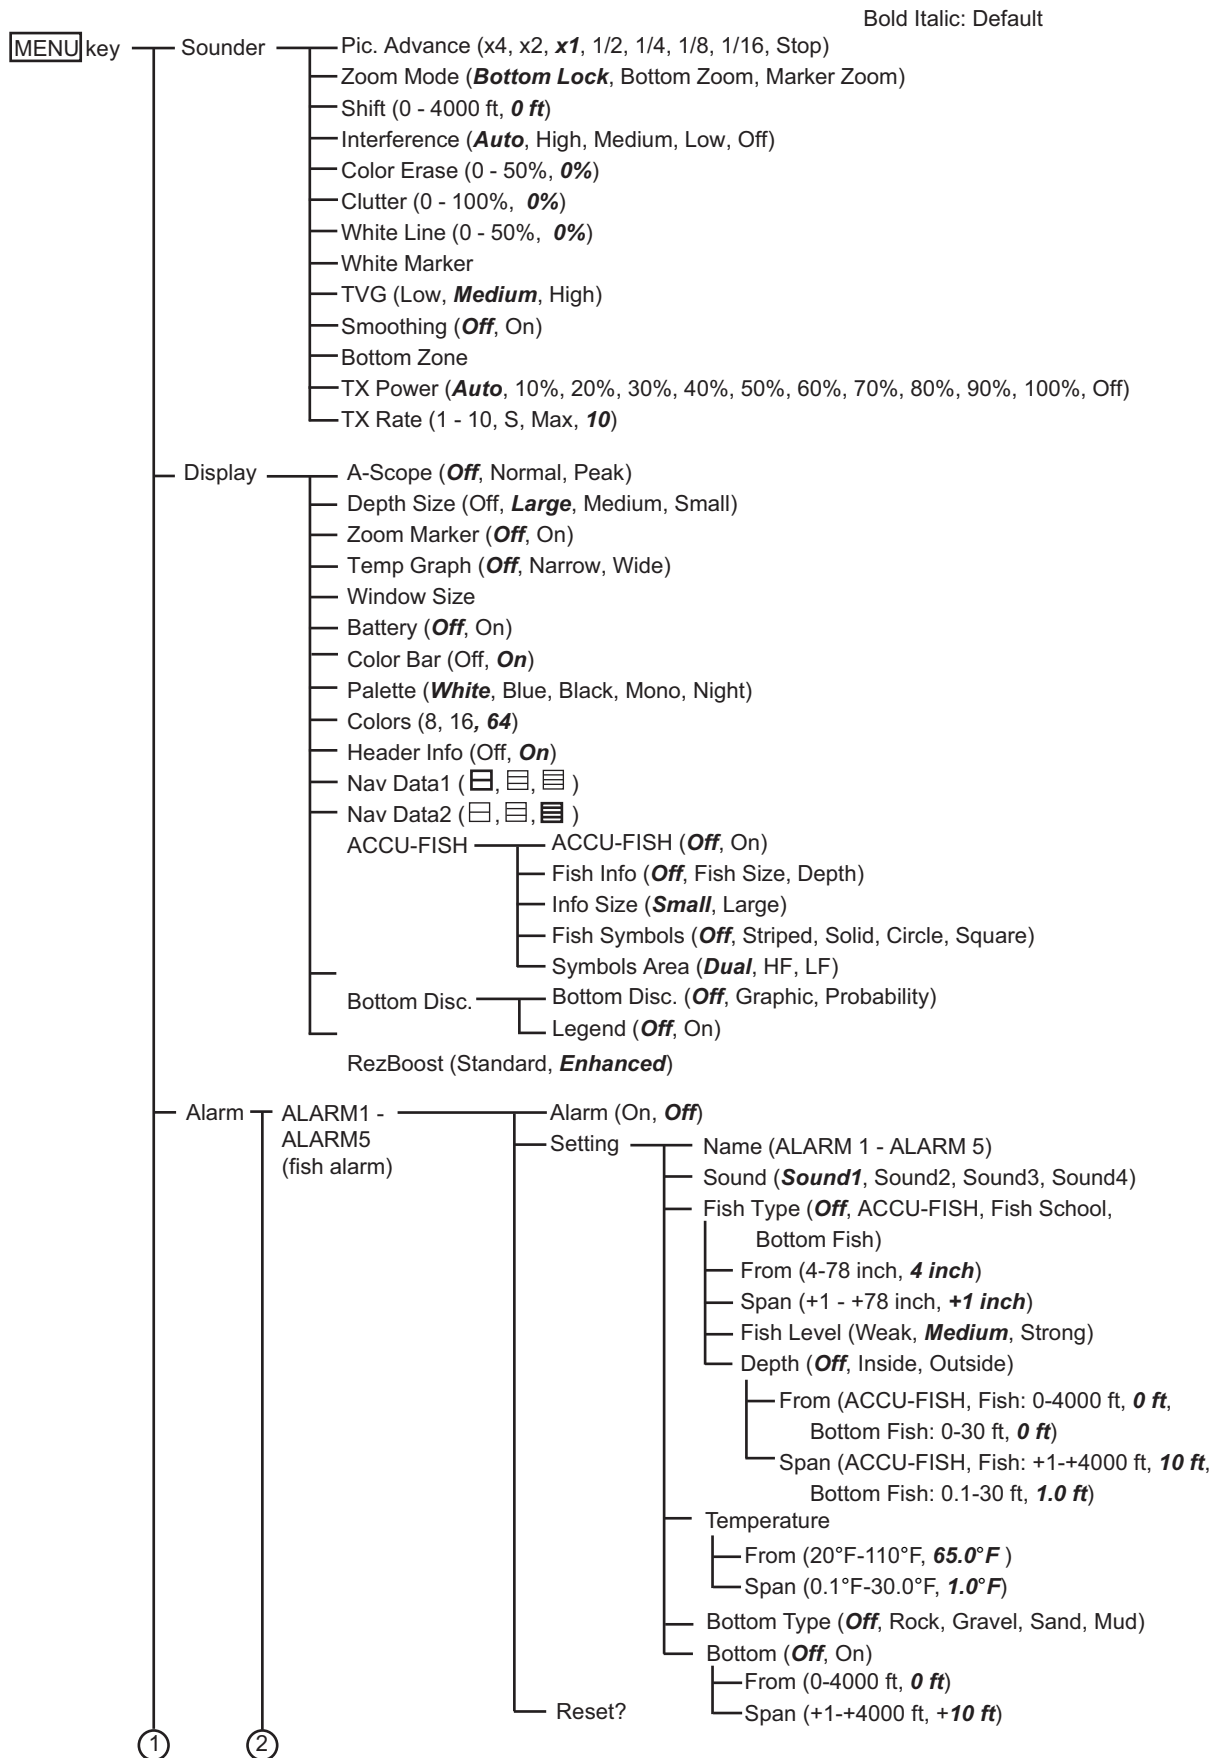 Bold Italic: Default
MENU key
Sounder
Pic. Advance (x4, x2, x1, 1/2, 1/4, 1/8, 1/16, Stop)
Zoom Mode (Bottom Lock, Bottom Zoom, Marker Zoom)
Shift (0 - 4000 ft, 0 ft)
Interference (Auto, High, Medium, Low, Off)
Color Erase (0 - 50%, 0%)
Clutter (0 - 100%, 0%)
White Line (0 - 50%, 0%)
White Marker
TVG (Low, Medium, High)
Smoothing (Off, On)
Bottom Zone
TX Power (Auto, 10%, 20%, 30%, 40%, 50%, 60%, 70%, 80%, 90%, 100%, Off)
TX Rate (1 - 10, S, Max, 10)
Display
A-Scope (Off, Normal, Peak)
Depth Size (Off, Large, Medium, Small)
Zoom Marker (Off, On)
Temp Graph (Off, Narrow, Wide)
Window Size
Battery (Off, On)
Color Bar (Off, On)
Palette (White, Blue, Black, Mono, Night)
Colors (8, 16, 64)
Header Info (Off, On)
Nav Data1 ( , , )
Nav Data2 ( , , )
ACCU-FISH
ACCU-FISH (Off, On)
Fish Info (Off, Fish Size, Depth)
Info Size (Small, Large)
Fish Symbols (Off, Striped, Solid, Circle, Square)
Symbols Area (Dual, HF, LF)
Bottom Disc.
Bottom Disc. (Off, Graphic, Probability)
Legend (Off, On)
RezBoost (Standard, Enhanced)
Alarm
ALARM1 -
ALARM5
(fish alarm)
Alarm (On, Off)
Setting
Name (ALARM 1 - ALARM 5)
Sound (Sound1, Sound2, Sound3, Sound4)
Fish Type (Off, ACCU-FISH, Fish School,
Bottom Fish)
From (4-78 inch, 4 inch)
Span (+1 - +78 inch, +1 inch)
Fish Level (Weak, Medium, Strong)
Depth (Off, Inside, Outside)
From (ACCU-FISH, Fish: 0-4000 ft, 0 ft,
Bottom Fish: 0-30 ft, 0 ft)
Span (ACCU-FISH, Fish: +1-+4000 ft, 10 ft,
Bottom Fish: 0.1-30 ft, 1.0 ft)
Temperature
From (20°F-110°F, 65.0°F )
Span (0.1°F-30.0°F, 1.0°F)
Bottom Type (Off, Rock, Gravel, Sand, Mud)
Bottom (Off, On)
From (0-4000 ft, 0 ft)
Span (+1-+4000 ft, +10 ft)
Reset?
1
2